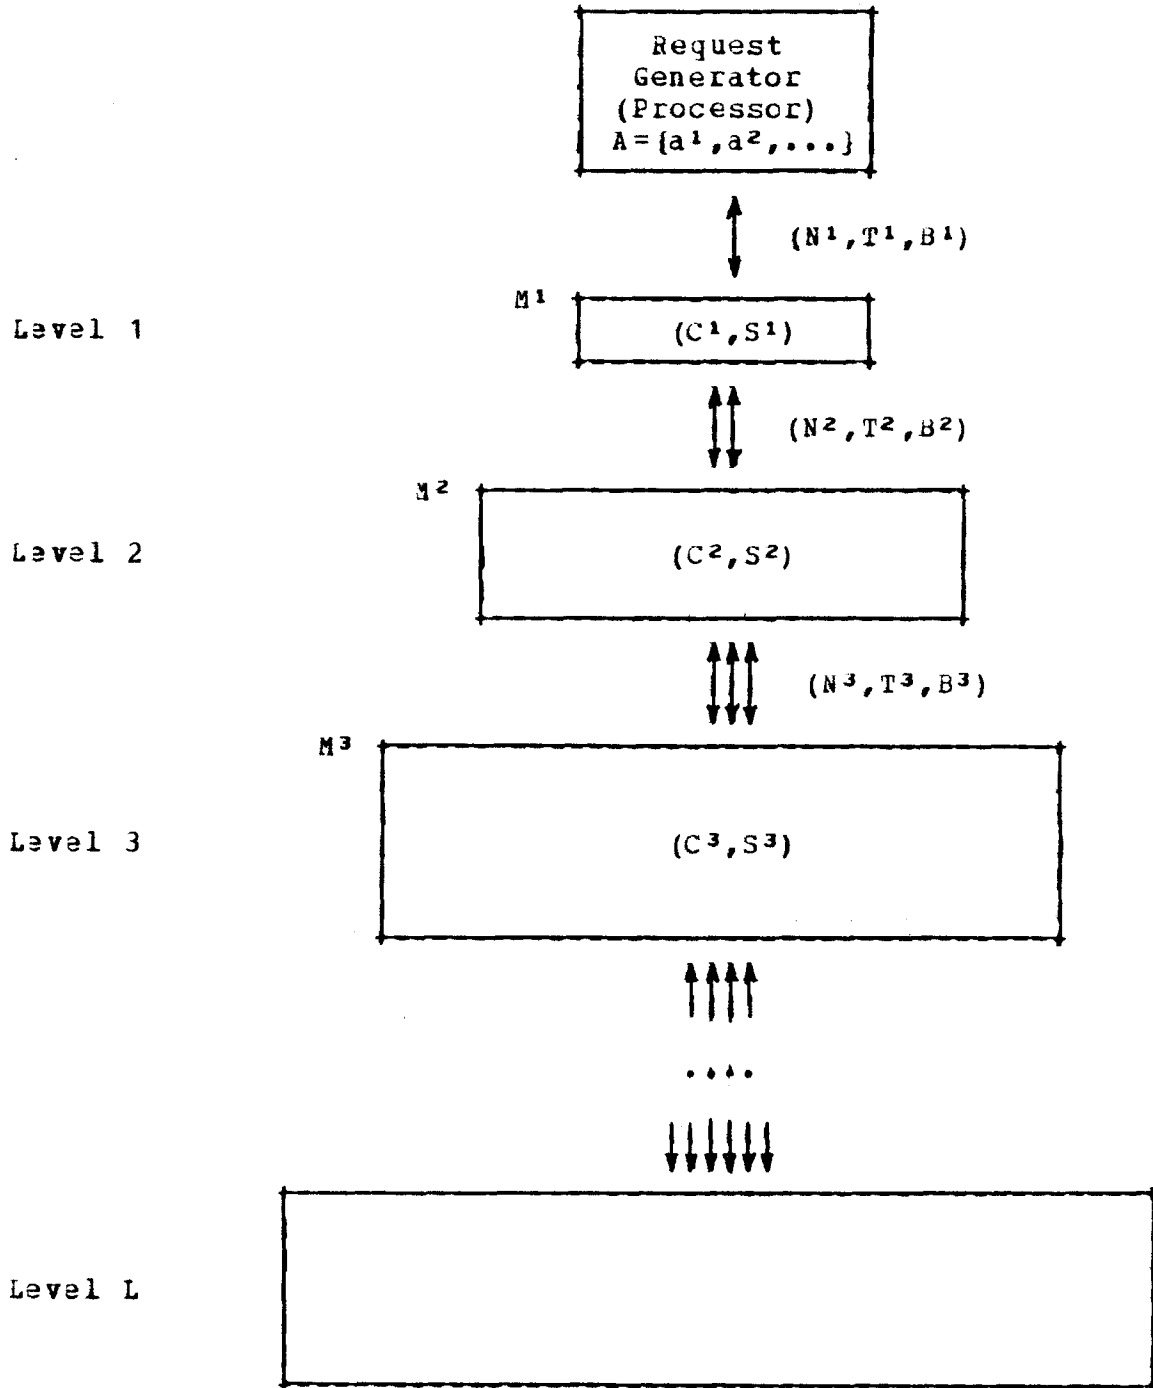 Request
Generator
(Processor)
A={a¹,a²,...}
(N¹,T¹,B¹)
M¹
Level 1
(C¹,S¹)
(N²,T²,B²)
M²
Level 2
(C²,S²)
(N³,T³,B³)
M³
Level 3
(C³,S³)
....
Level L